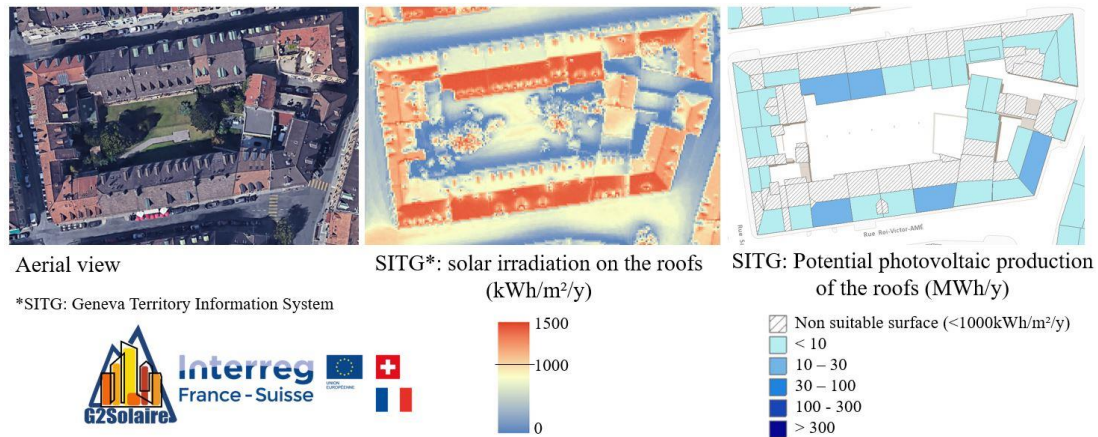 Rue Roi-Victor-AMÉ
Aerial view
*SITG: Geneva Territory Information System
SITG*: solar irradiation on the roofs
(kWh/m²/y)
1500
1000
0
SITG: Potential photovoltaic production
of the roofs (MWh/y)
Non suitable surface (<1000kWh/m²/y)
< 10
10 – 30
30 – 100
100 - 300
> 300
G2Solaire
Interreg
France - Suisse
UNION EUROPÉENNE